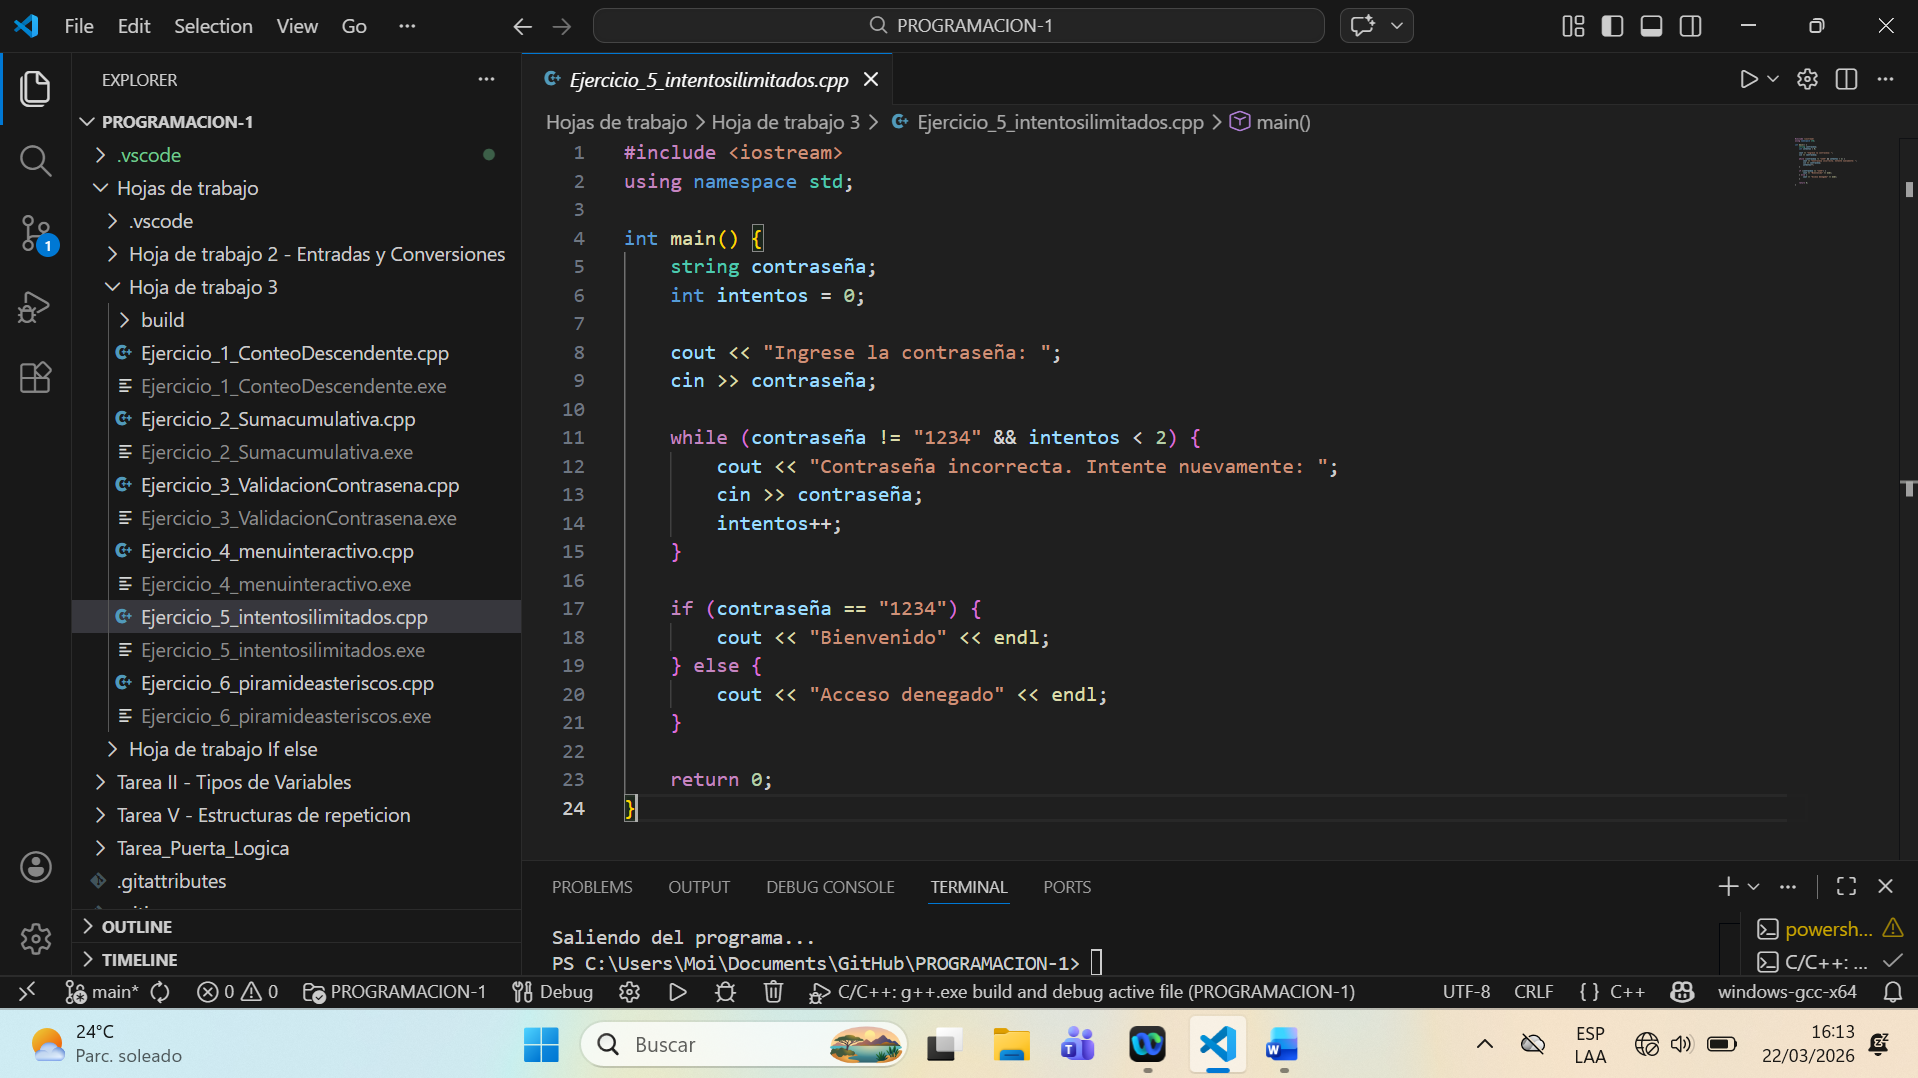 File Edit Selection View Go ···
PROGRAMACION-1
EXPLORER ···
PROGRAMACION-1
.vscode
Hojas de trabajo
.vscode
Hoja de trabajo 2 - Entradas y Conversiones
Hoja de trabajo 3
build
Ejercicio_1_ConteoDescendente.cpp
Ejercicio_1_ConteoDescendente.exe
Ejercicio_2_Sumacumulativa.cpp
Ejercicio_2_Sumacumulativa.exe
Ejercicio_3_ValidacionContrasena.cpp
Ejercicio_3_ValidacionContrasena.exe
Ejercicio_4_menuinteractivo.cpp
Ejercicio_4_menuinteractivo.exe
Ejercicio_5_intentosilimitados.cpp
Ejercicio_5_intentosilimitados.exe
Ejercicio_6_piramideasteriscos.cpp
Ejercicio_6_piramideasteriscos.exe
Hoja de trabajo If else
Tarea II - Tipos de Variables
Tarea V - Estructuras de repeticion
Tarea_Puerta_Logica
.gitattributes
OUTLINE
TIMELINE
1
Ejercicio_5_intentosilimitados.cpp
Hojas de trabajo > Hoja de trabajo 3 > Ejercicio_5_intentosilimitados.cpp > main()
1 #include <iostream>
2 using namespace std;
3
4 int main() {
5 string contraseña;
6 int intentos = 0;
7
8 cout << "Ingrese la contraseña: ";
9 cin >> contraseña;
10
11 while (contraseña != "1234" && intentos < 2) {
12 cout << "Contraseña incorrecta. Intente nuevamente: ";
13 cin >> contraseña;
14 intentos++;
15 }
16
17 if (contraseña == "1234") {
18 cout << "Bienvenido" << endl;
19 } else {
20 cout << "Acceso denegado" << endl;
21 }
22
23 return 0;
24 }
PROBLEMS OUTPUT DEBUG CONSOLE TERMINAL PORTS
Saliendo del programa...
PS C:\Users\Moi\Documents\GitHub\PROGRAMACION-1>
powersh...
C/C++: ...
main* 0 0 PROGRAMACION-1 Debug C/C++: g++.exe build and debug active file (PROGRAMACION-1) UTF-8 CRLF {} C++ windows-gcc-x64
24°C
Parc. soleado
Buscar
ESP
LAA
16:13
22/03/2026